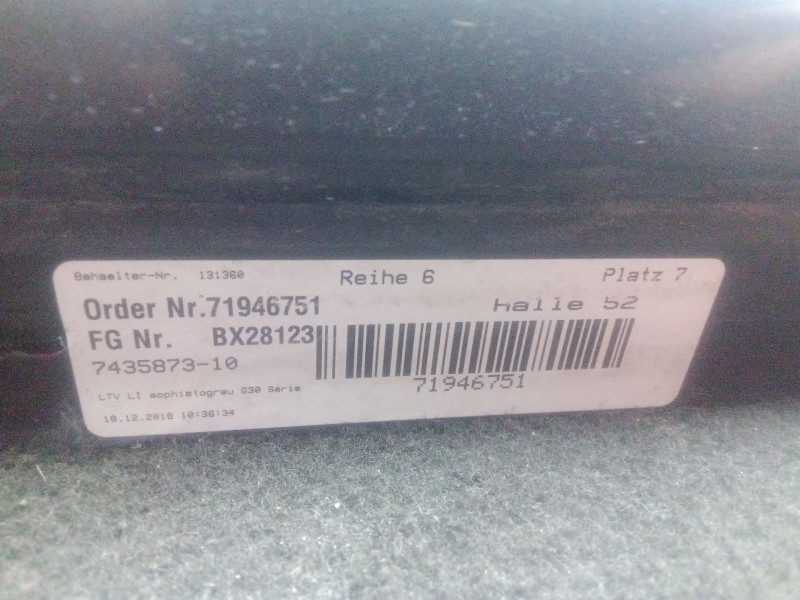 Behaelter-Nr. 131360
Reihe 6
Platz 7
Order Nr.71946751
Halle 52
FG Nr. BX28123
7435873-10
71946751
LTV LI sophistograu G30 Serie
18.12.2018 10:36:34